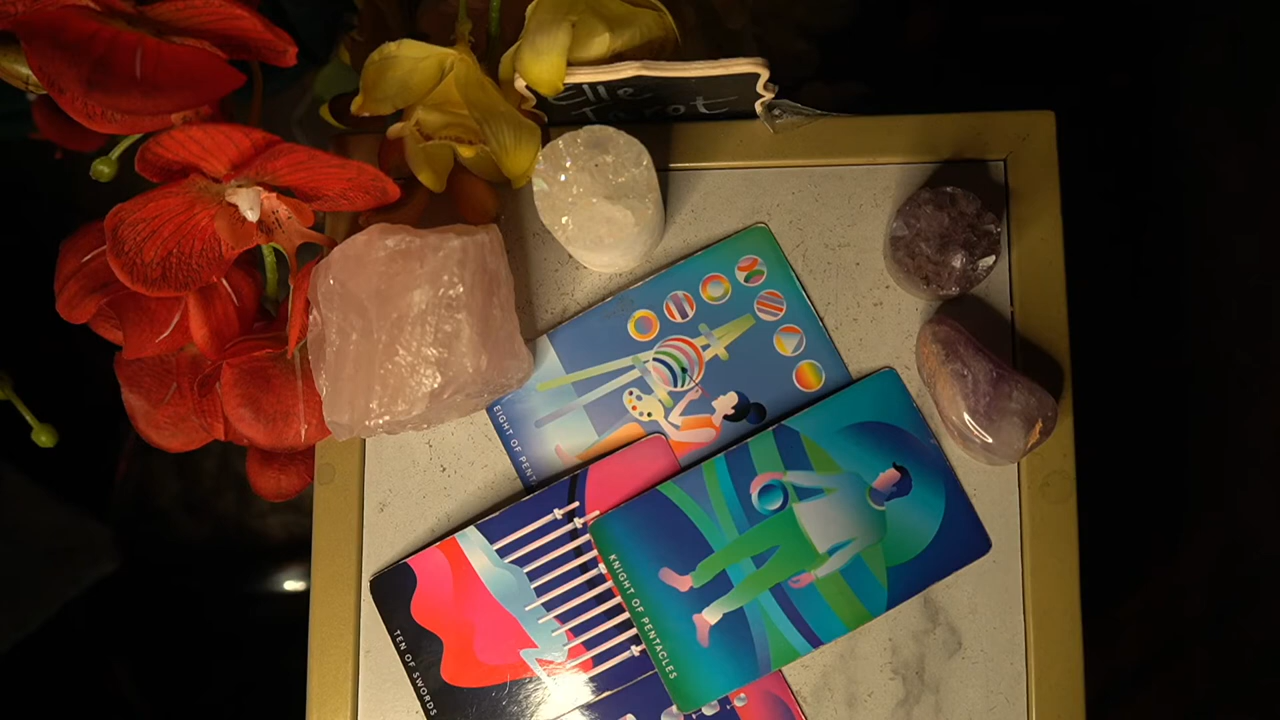 Elle
Tarot
EIGHT OF PENT
KNIGHT OF PENTACLES
TEN OF SWORDS